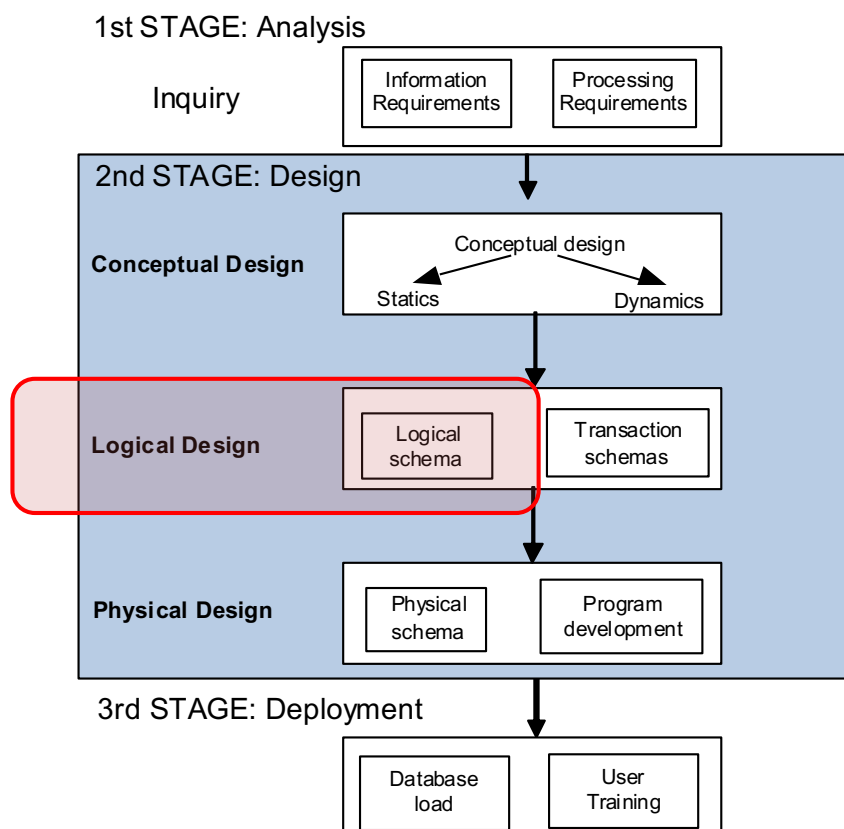 1st STAGE: Analysis
Inquiry
Information
Requirements
Processing
Requirements
2nd STAGE: Design
Conceptual Design
Conceptual design
Statics
Dynamics
Logical Design
Logical
schema
Transaction
schemas
Physical Design
Physical
schema
Program
development
3rd STAGE: Deployment
Database
load
User
Training